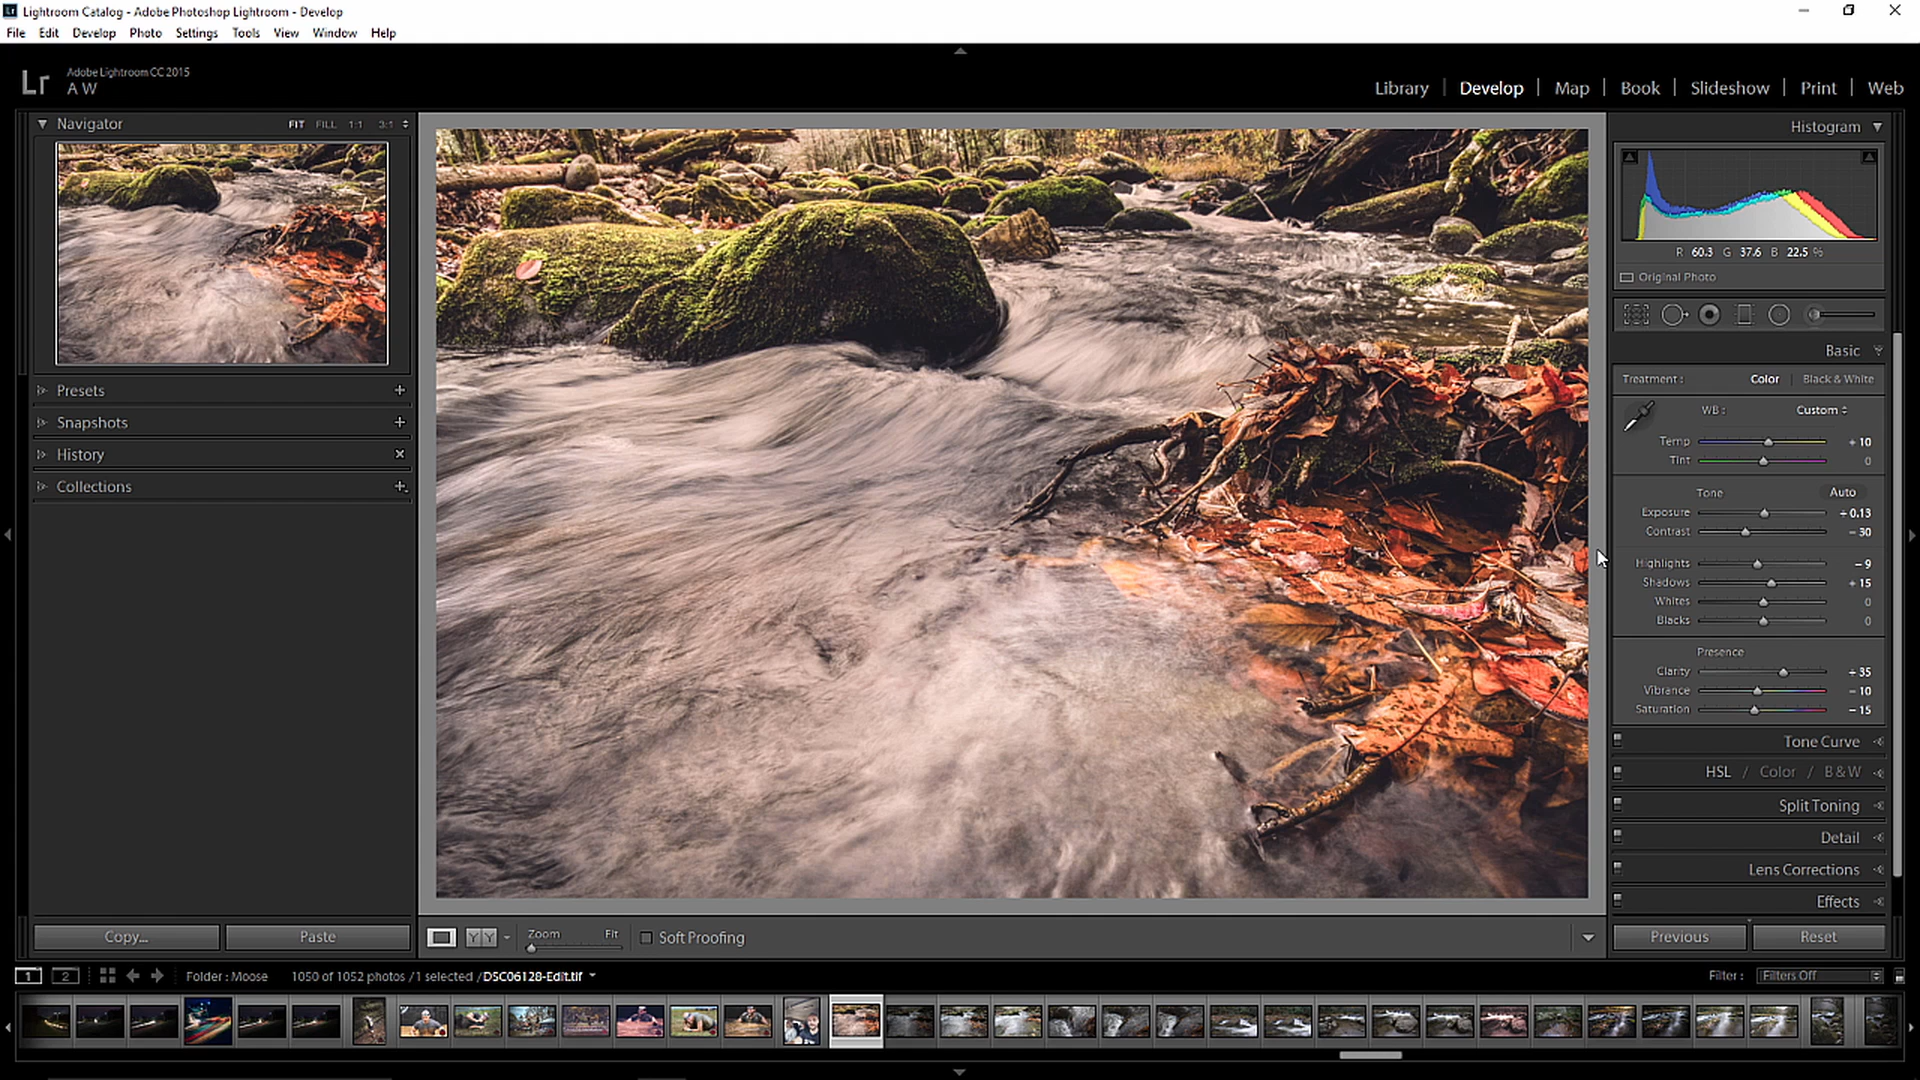 Lightroom Catalog - Adobe Photoshop Lightroom - Develop
File Edit Develop Photo Settings Tools View Window Help
Lr Adobe Lightroom CC 2015
A W
Library | Develop | Map | Book | Slideshow | Print | Web
Navigator FIT FILL 1:1 3:1
Presets
Snapshots
History
Collections
Copy... Paste
Zoom Fit Soft Proofing
Histogram
R 60.3 G 37.6 B 22.5 %
Original Photo
Basic
Treatment : Color | Black & White
WB : Custom
Temp + 10
Tint 0
Tone Auto
Exposure + 0.13
Contrast – 30
Highlights – 9
Shadows + 15
Whites 0
Blacks 0
Presence
Clarity + 35
Vibrance – 10
Saturation – 15
Tone Curve
HSL / Color / B & W
Split Toning
Detail
Lens Corrections
Effects
Previous Reset
1 2 Folder : Moose 1050 of 1052 photos / 1 selected / DSC06128-Edit.tif Filter : Filters Off